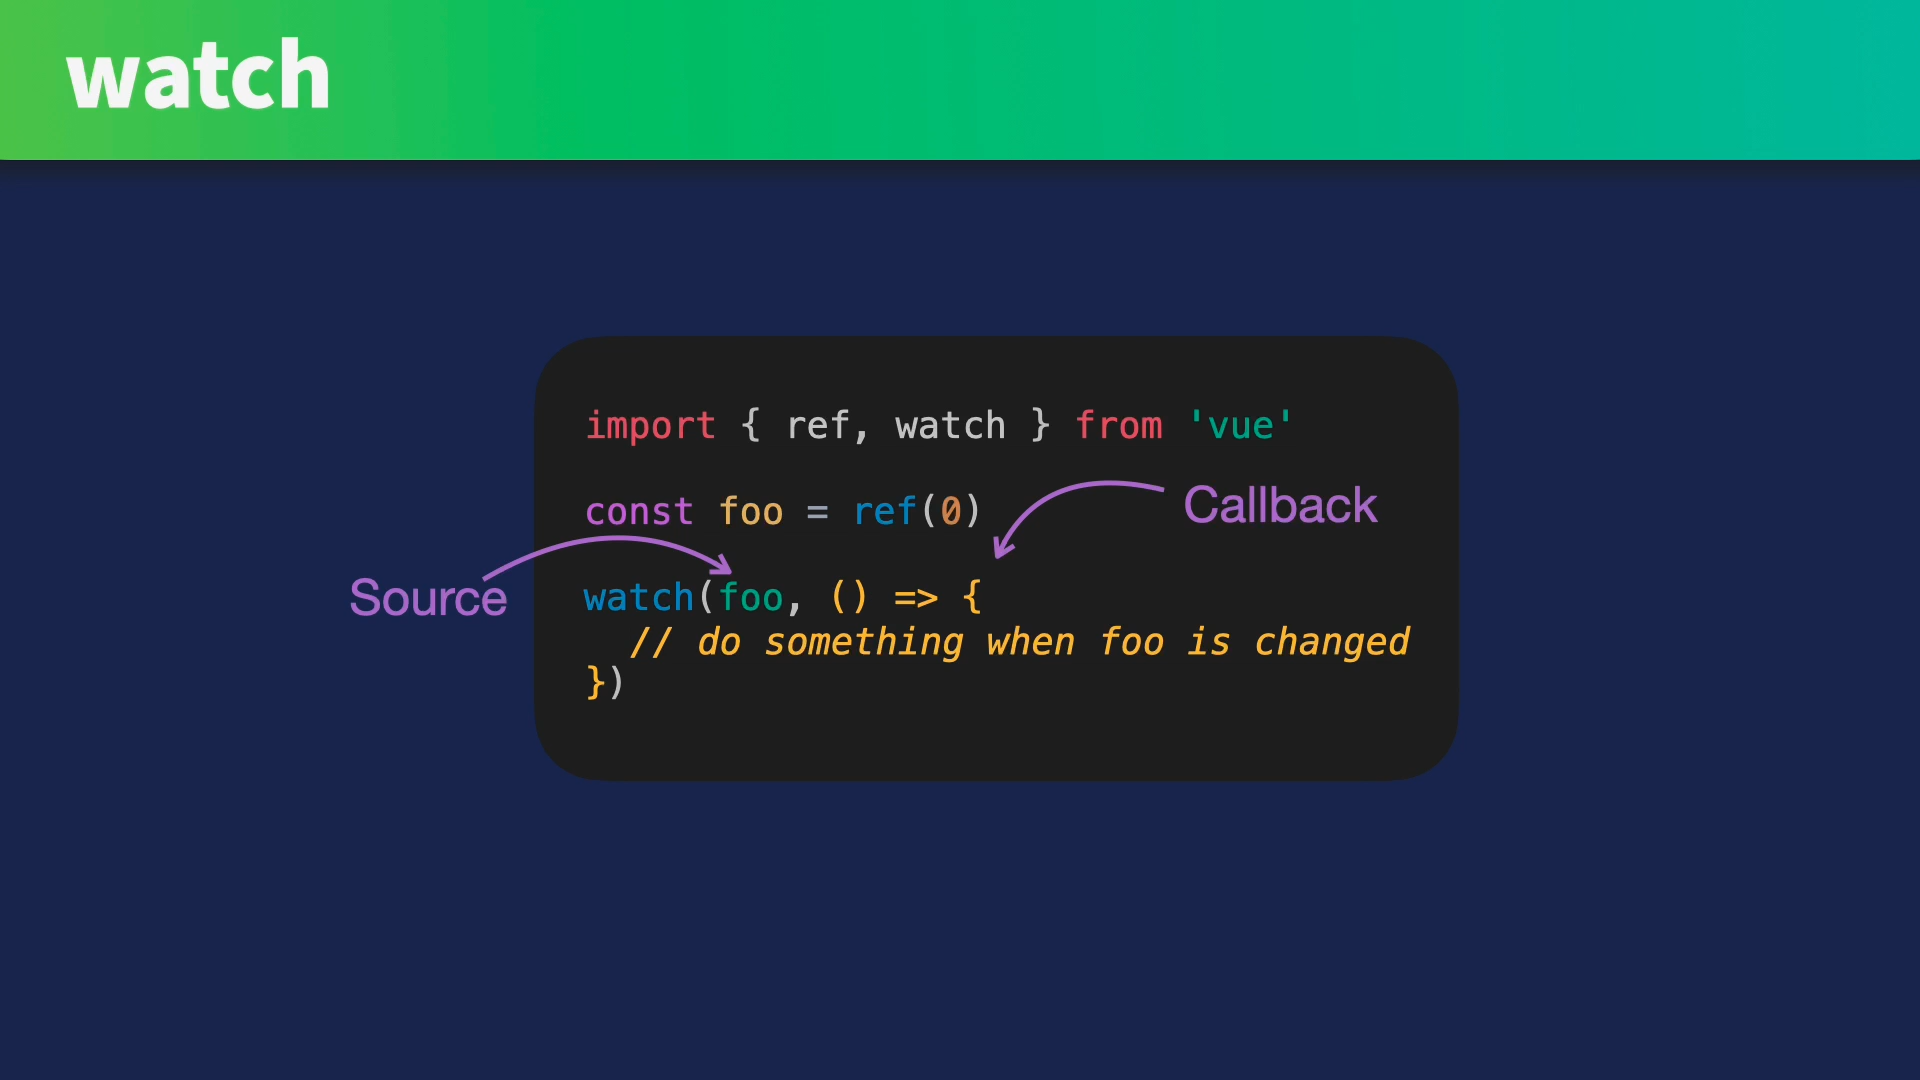 watch
import { ref, watch } from 'vue'
const foo = ref(0)
Callback
Source
watch(foo, () => {
// do something when foo is changed
})